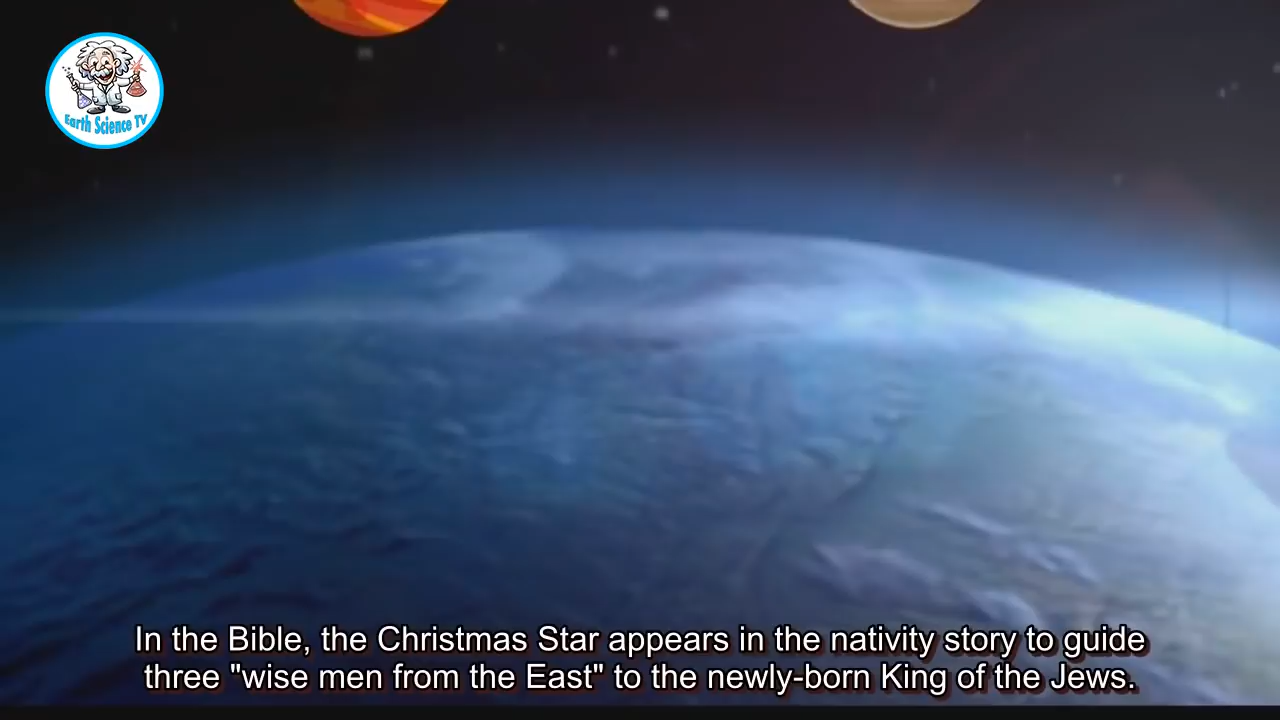 Earth Science TV
In the Bible, the Christmas Star appears in the nativity story to guide
three "wise men from the East" to the newly-born King of the Jews.